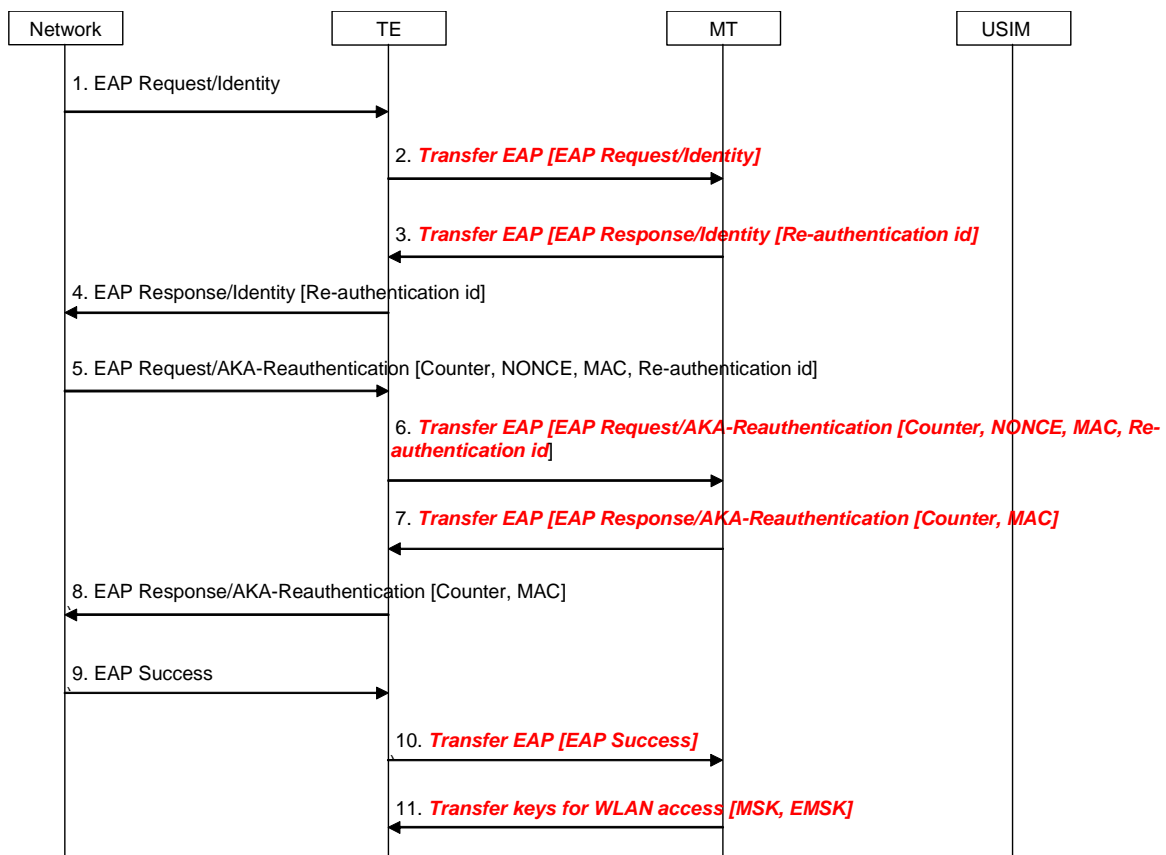 Network
TE
MT
USIM
1. EAP Request/Identity
2. Transfer EAP [EAP Request/Identity]
3. Transfer EAP [EAP Response/Identity [Re-authentication id]
4. EAP Response/Identity [Re-authentication id]
5. EAP Request/AKA-Reauthentication [Counter, NONCE, MAC, Re-authentication id]
6. Transfer EAP [EAP Request/AKA-Reauthentication [Counter, NONCE, MAC, Re-
authentication id]
7. Transfer EAP [EAP Response/AKA-Reauthentication [Counter, MAC]
8. EAP Response/AKA-Reauthentication [Counter, MAC]
9. EAP Success
10. Transfer EAP [EAP Success]
11. Transfer keys for WLAN access [MSK, EMSK]